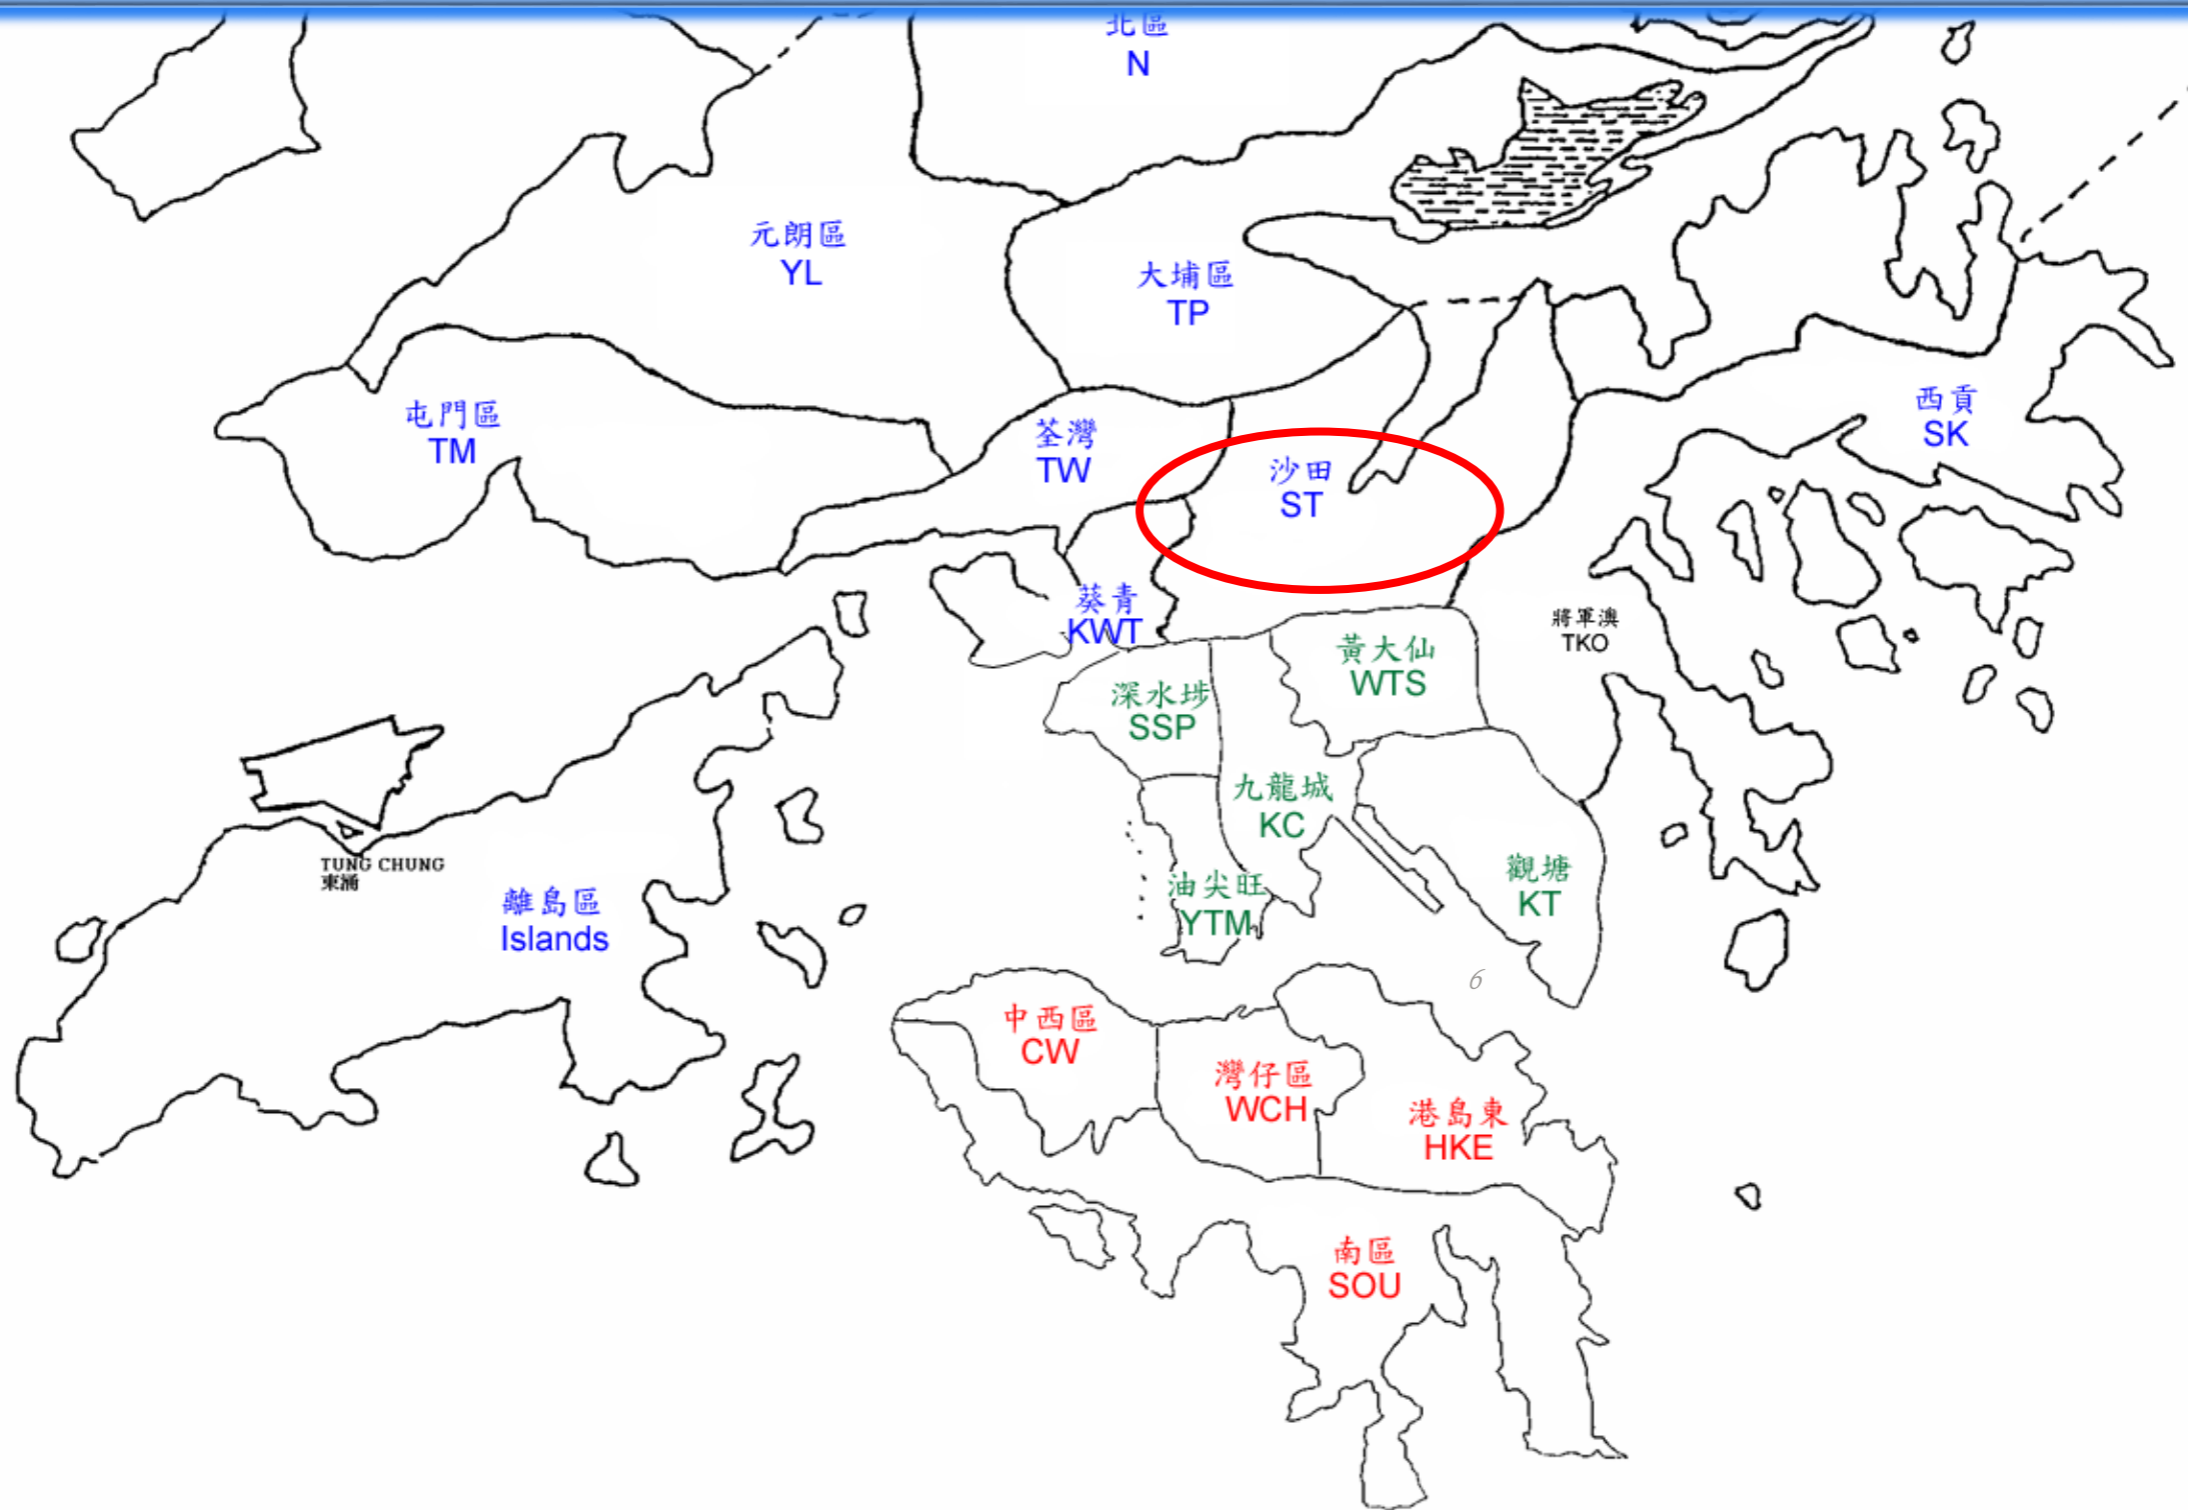 北區
N
元朗區
YL
大埔區
TP
屯門區
TM
荃灣
TW
沙田
ST
西貢
SK
葵青
KWT
將軍澳
TKO
黃大仙
WTS
深水埗
SSP
九龍城
KC
TUNG CHUNG
東涌
離島區
Islands
油尖旺
YTM
觀塘
KT
6
中西區
CW
灣仔區
WCH
港島東
HKE
南區
SOU